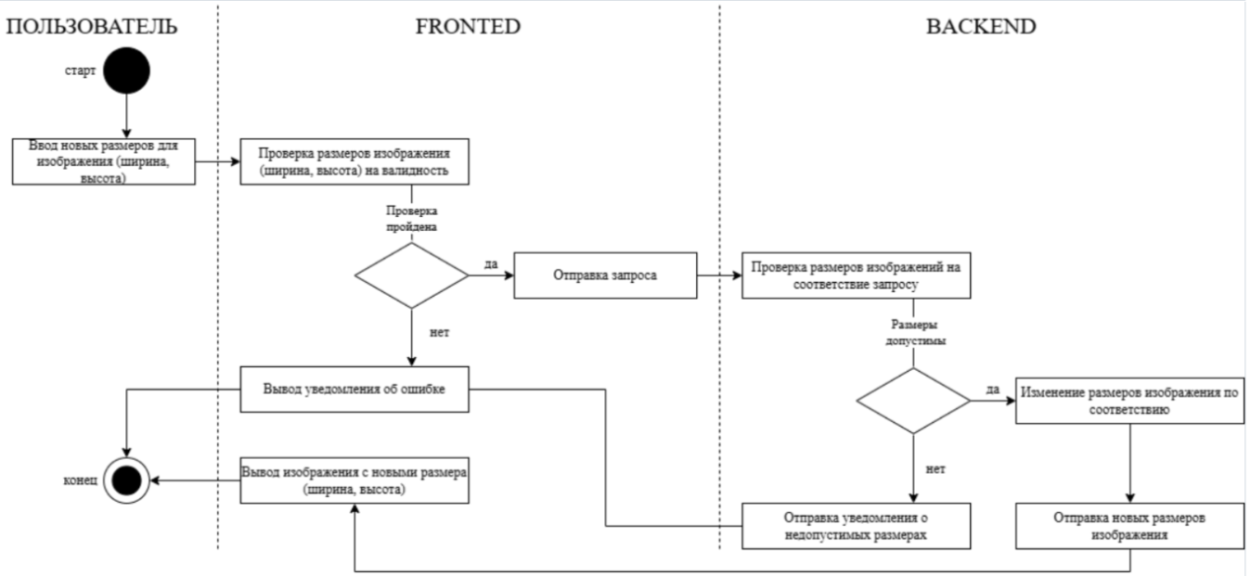 ПОЛЬЗОВАТЕЛЬ
FRONTED
BACKEND
старт
Ввод новых размеров для
изображения (ширина,
высота)
Проверка размеров изображения
(ширина, высота) на валидность
Проверка
пройдена
да
Отправка запроса
Проверка размеров изображений на
соответствие запросу
нет
Размеры
допустимы
Вывод уведомления об ошибке
да
Изменение размеров изображения по
соответствию
нет
конец
Вывод изображения с новыми размера
(ширина, высота)
Отправка уведомления о
недопустимых размерах
Отправка новых размеров
изображения